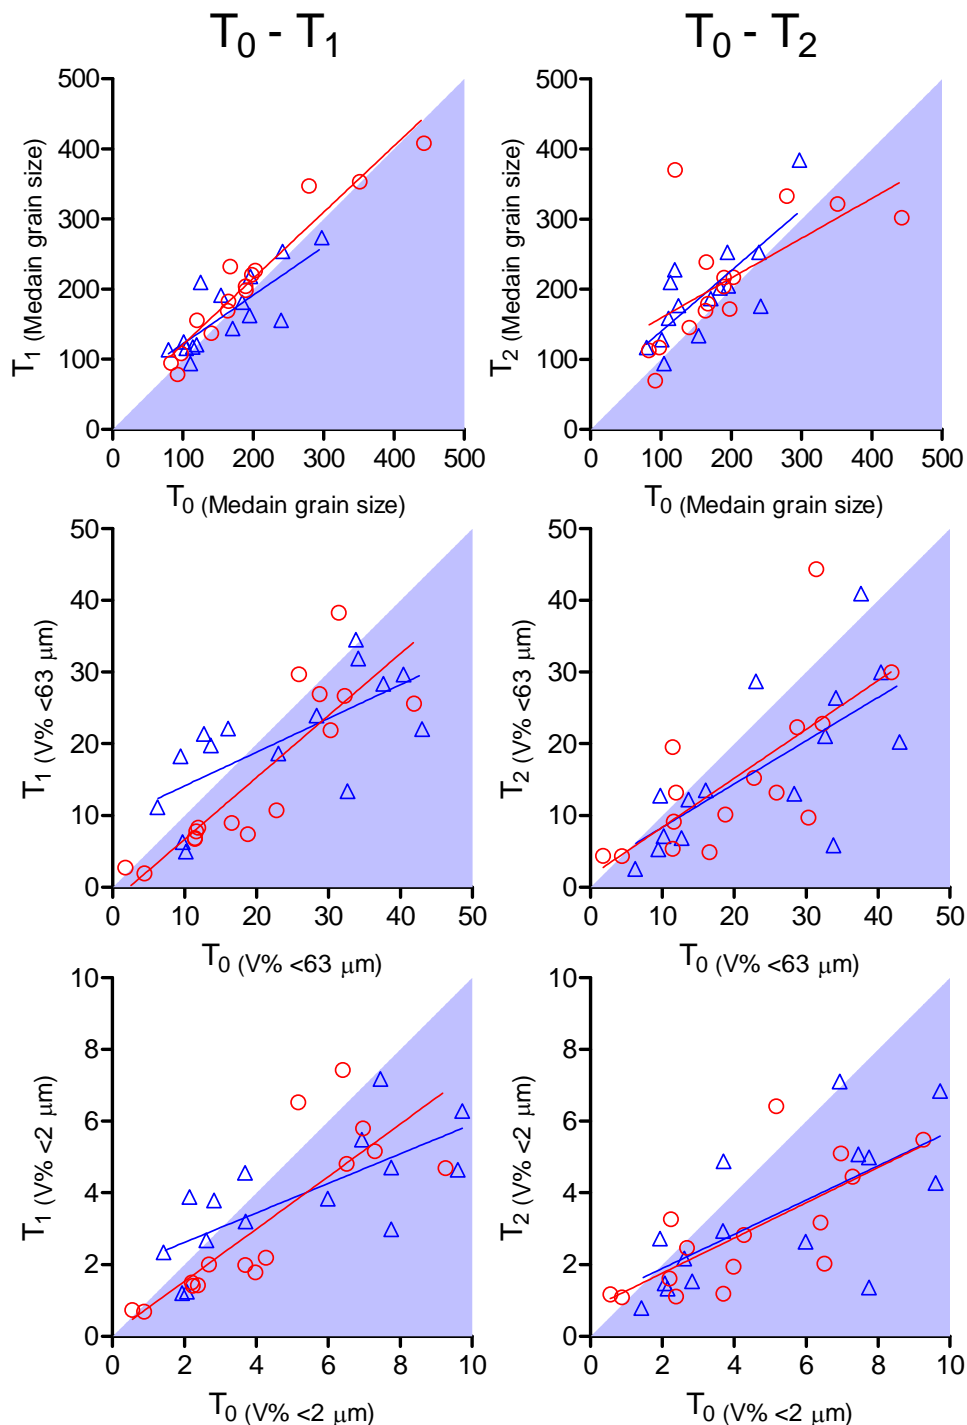 T0 - T1
T0 - T2
500
400
300
200
100
0
T1 (Medain grain size)
0 100 200 300 400 500
T0 (Medain grain size)
500
400
300
200
100
0
T2 (Medain grain size)
0 100 200 300 400 500
T0 (Medain grain size)
50
40
30
20
10
0
T1 (V% <63 µm)
0 10 20 30 40 50
T0 (V% <63 µm)
50
40
30
20
10
0
T2 (V% <63 µm)
0 10 20 30 40 50
T0 (V% <63 µm)
10
8
6
4
2
0
T1 (V% <2 µm)
0 2 4 6 8 10
T0 (V% <2 µm)
10
8
6
4
2
0
T2 (V% <2 µm)
0 2 4 6 8 10
T0 (V% <2 µm)